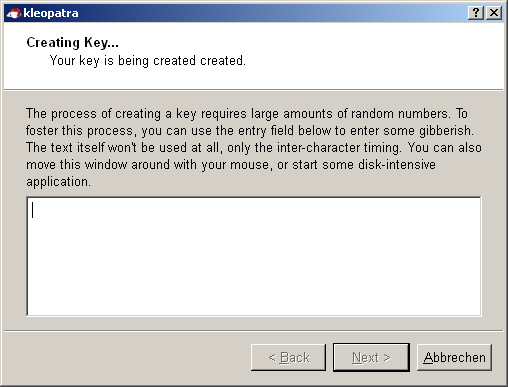 kleopatra
Creating Key...
Your key is being created created.
The process of creating a key requires large amounts of random numbers. To
foster this process, you can use the entry field below to enter some gibberish.
The text itself won't be used at all, only the inter-character timing. You can also
move this window around with your mouse, or start some disk-intensive
application.
< Back Next > Abbrechen